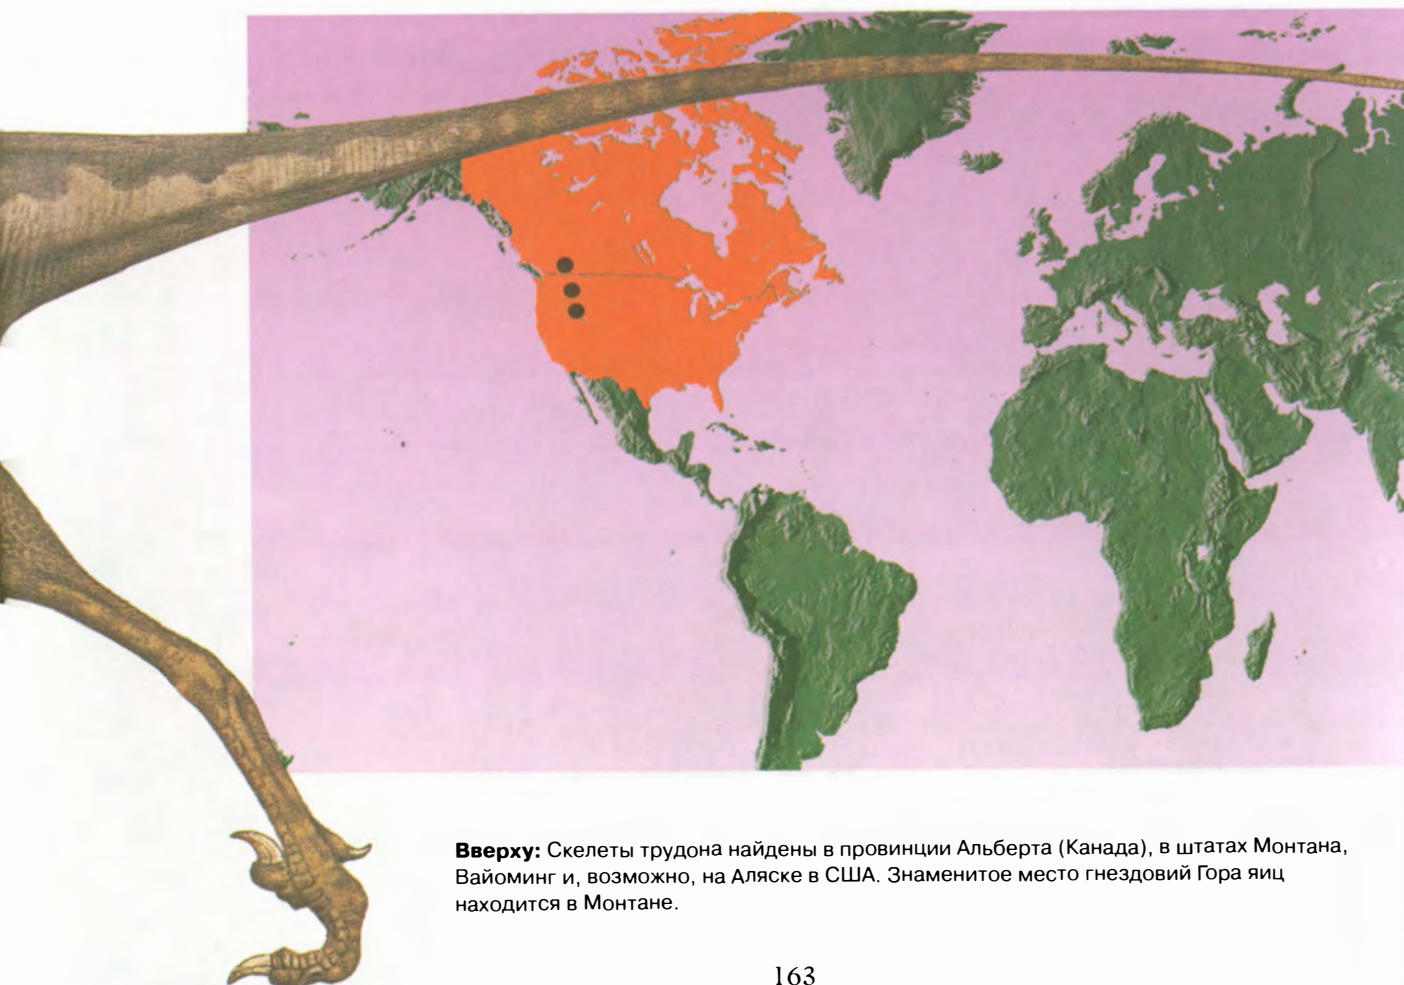 Вверху: Скелеты трудона найдены в провинции Альберта (Канада), в штатах Монтана,
Вайоминг и, возможно, на Аляске в США. Знаменитое место гнездовий Гора яиц
находится в Монтане.
163